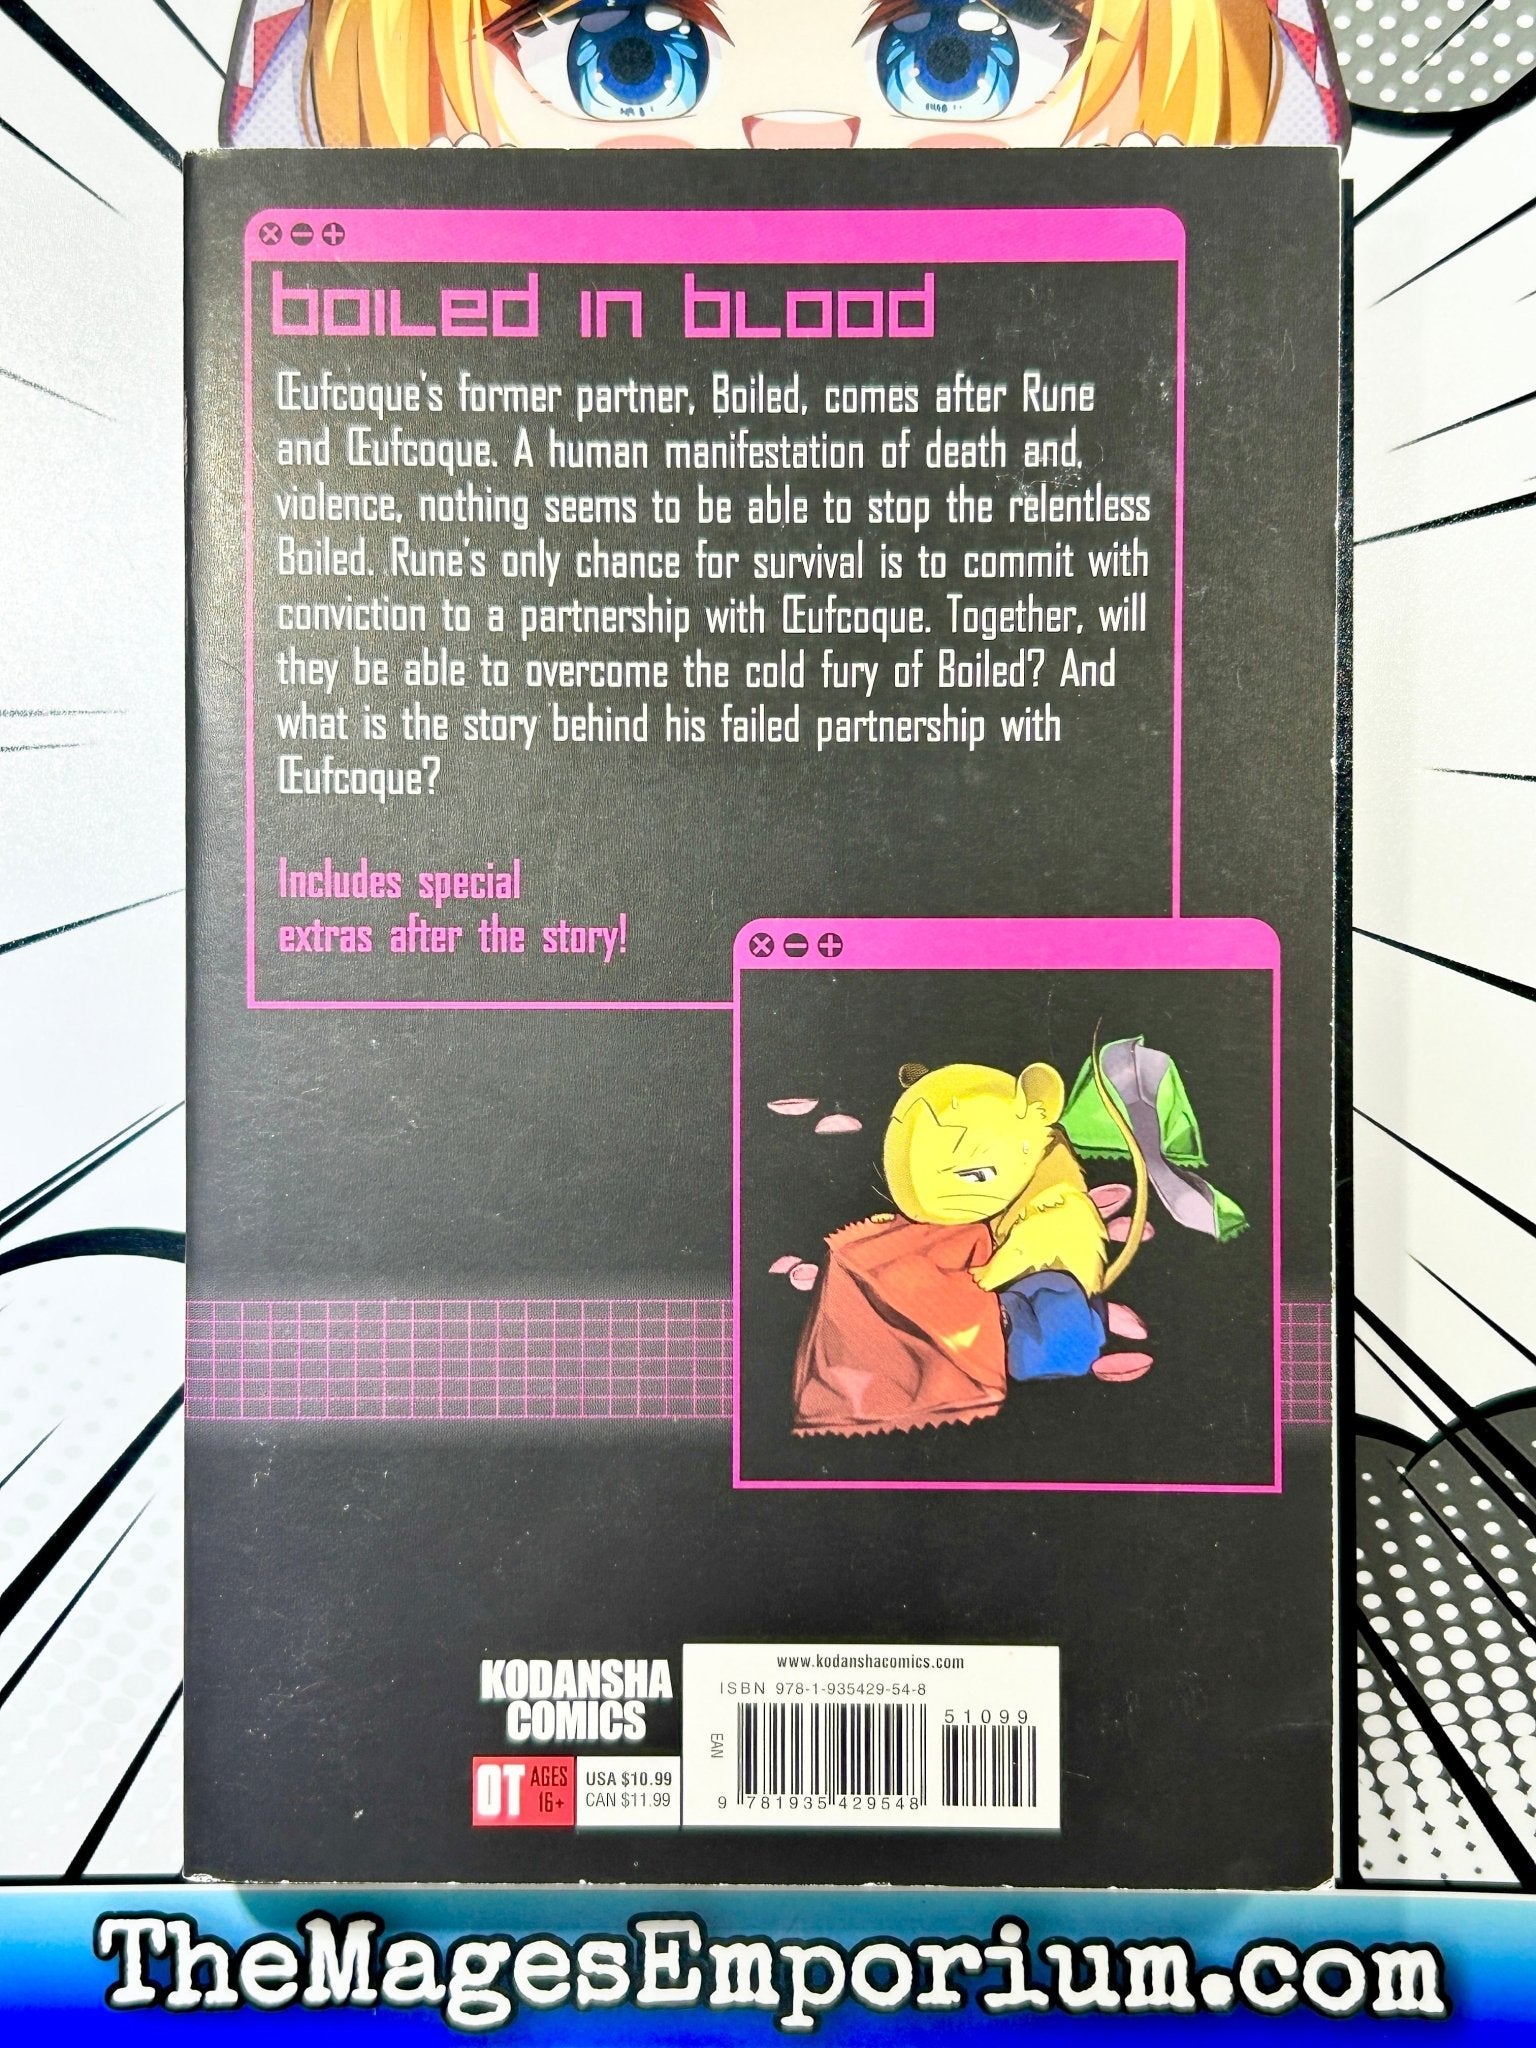 BOILED IN BLOOD
Œufcoque's former partner, Boiled, comes after Rune
and Œufcoque. A human manifestation of death and,
violence, nothing seems to be able to stop the relentless
Boiled. Rune's only chance for survival is to commit with
conviction to a partnership with Œufcoque. Together, will
they be able to overcome the cold fury of Boiled? And
what is the story behind his failed partnership with
Œufcoque?
Includes special
extras after the story!
KODANSHA
COMICS
OT AGES
16+
USA $10.99
CAN $11.99
www.kodanshacomics.com
ISBN 978-1-935429-54-8
51099
EAN
9 781935 429548
TheMagesEmporium.com